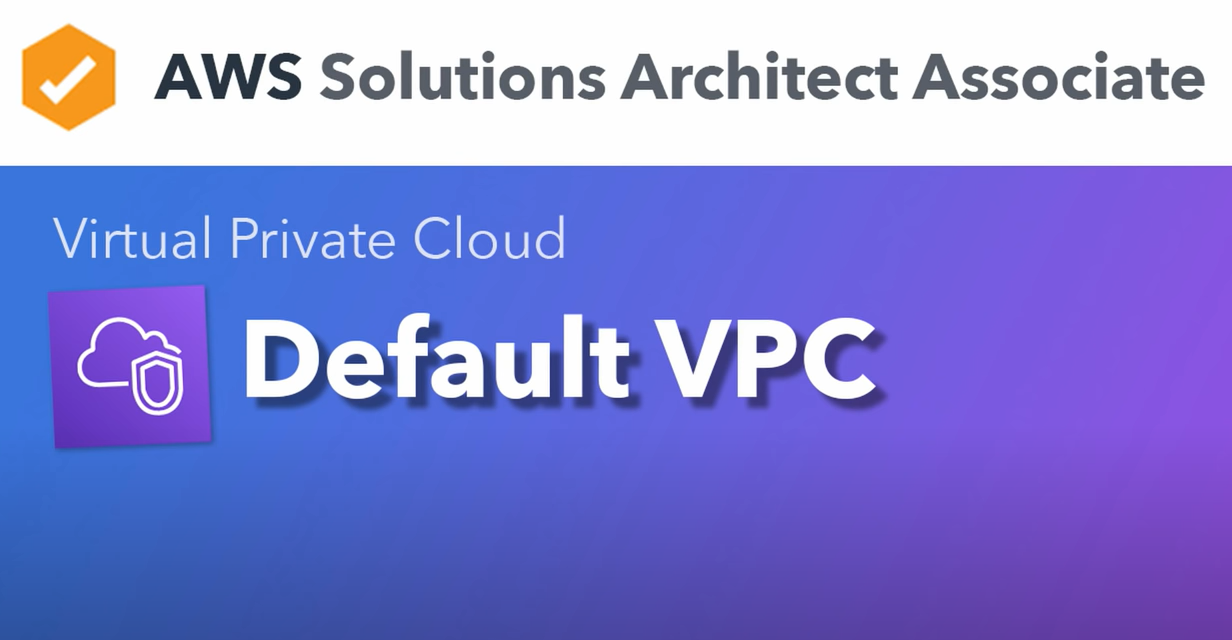 AWS Solutions Architect Associate
Virtual Private Cloud
Default VPC